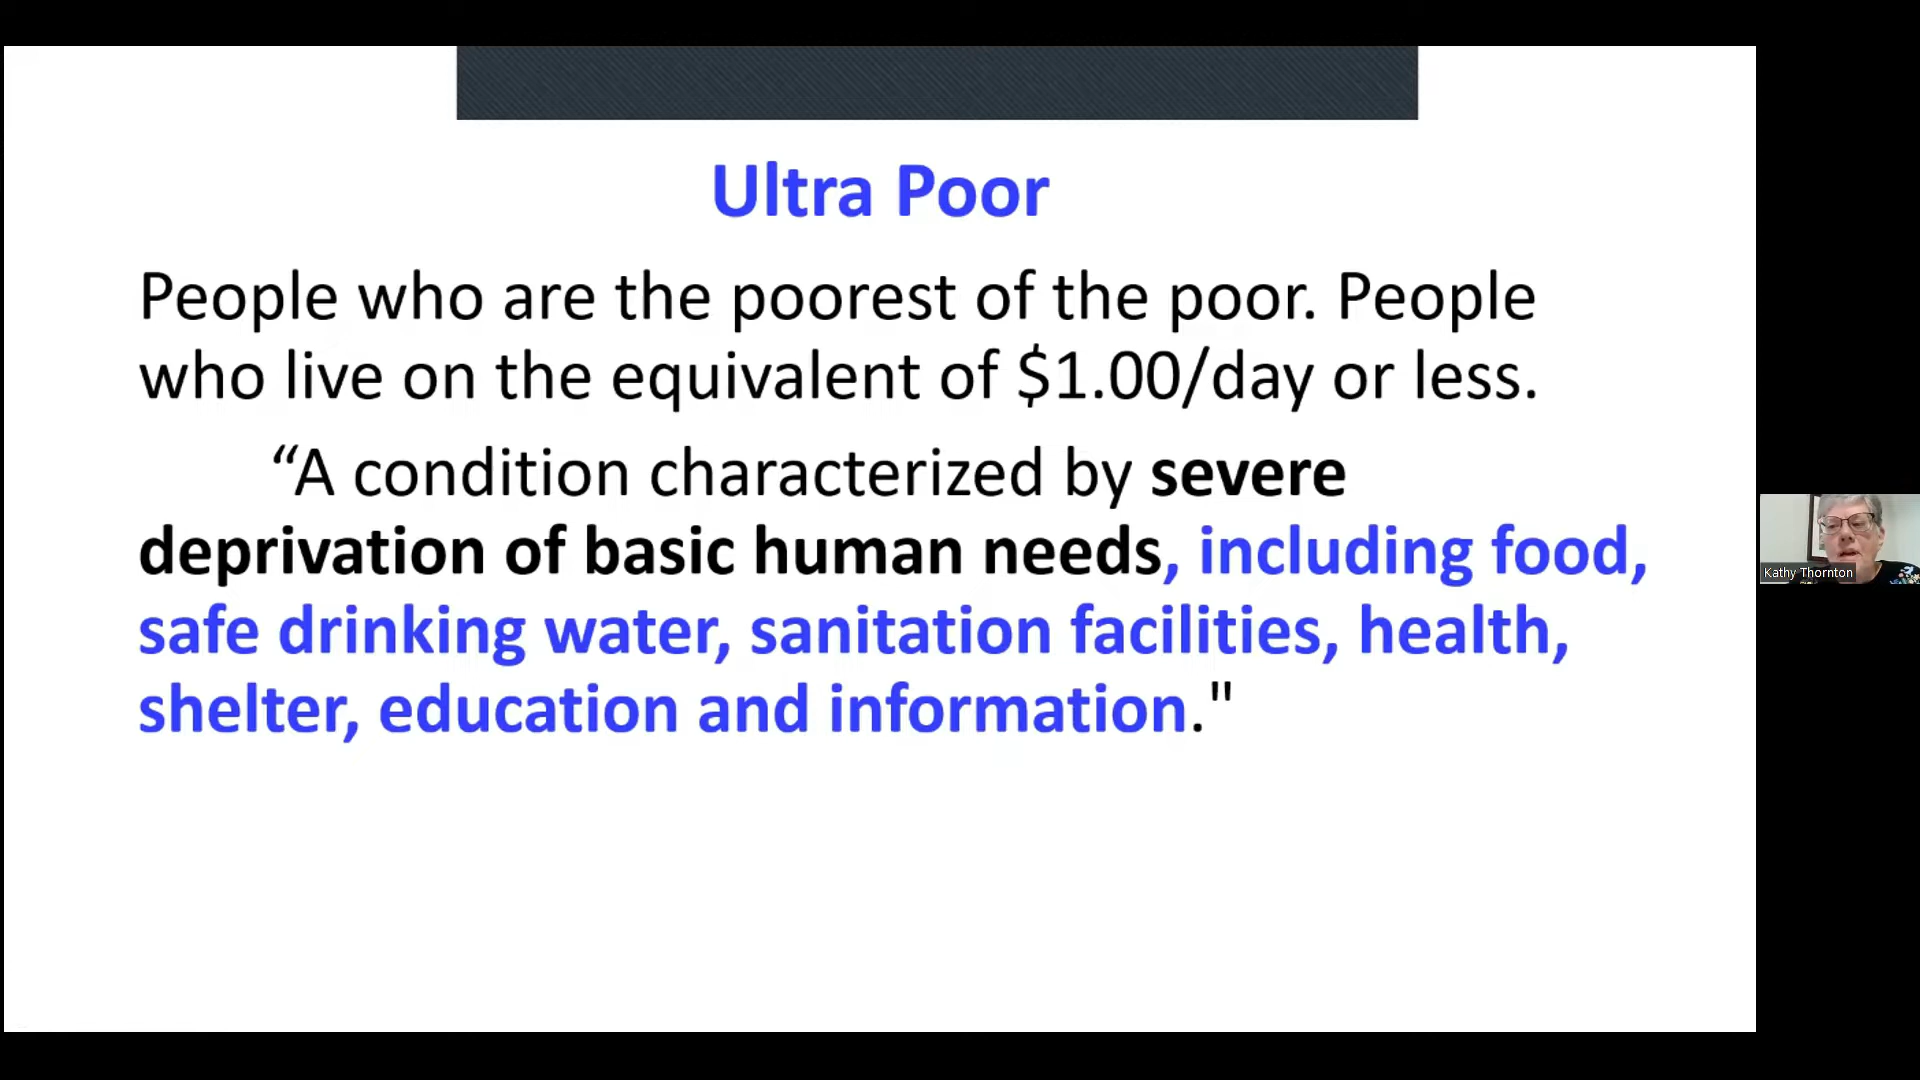 Ultra Poor
People who are the poorest of the poor. People
who live on the equivalent of $1.00/day or less.
“A condition characterized by severe
deprivation of basic human needs, including food,
safe drinking water, sanitation facilities, health,
shelter, education and information."
Kathy Thornton